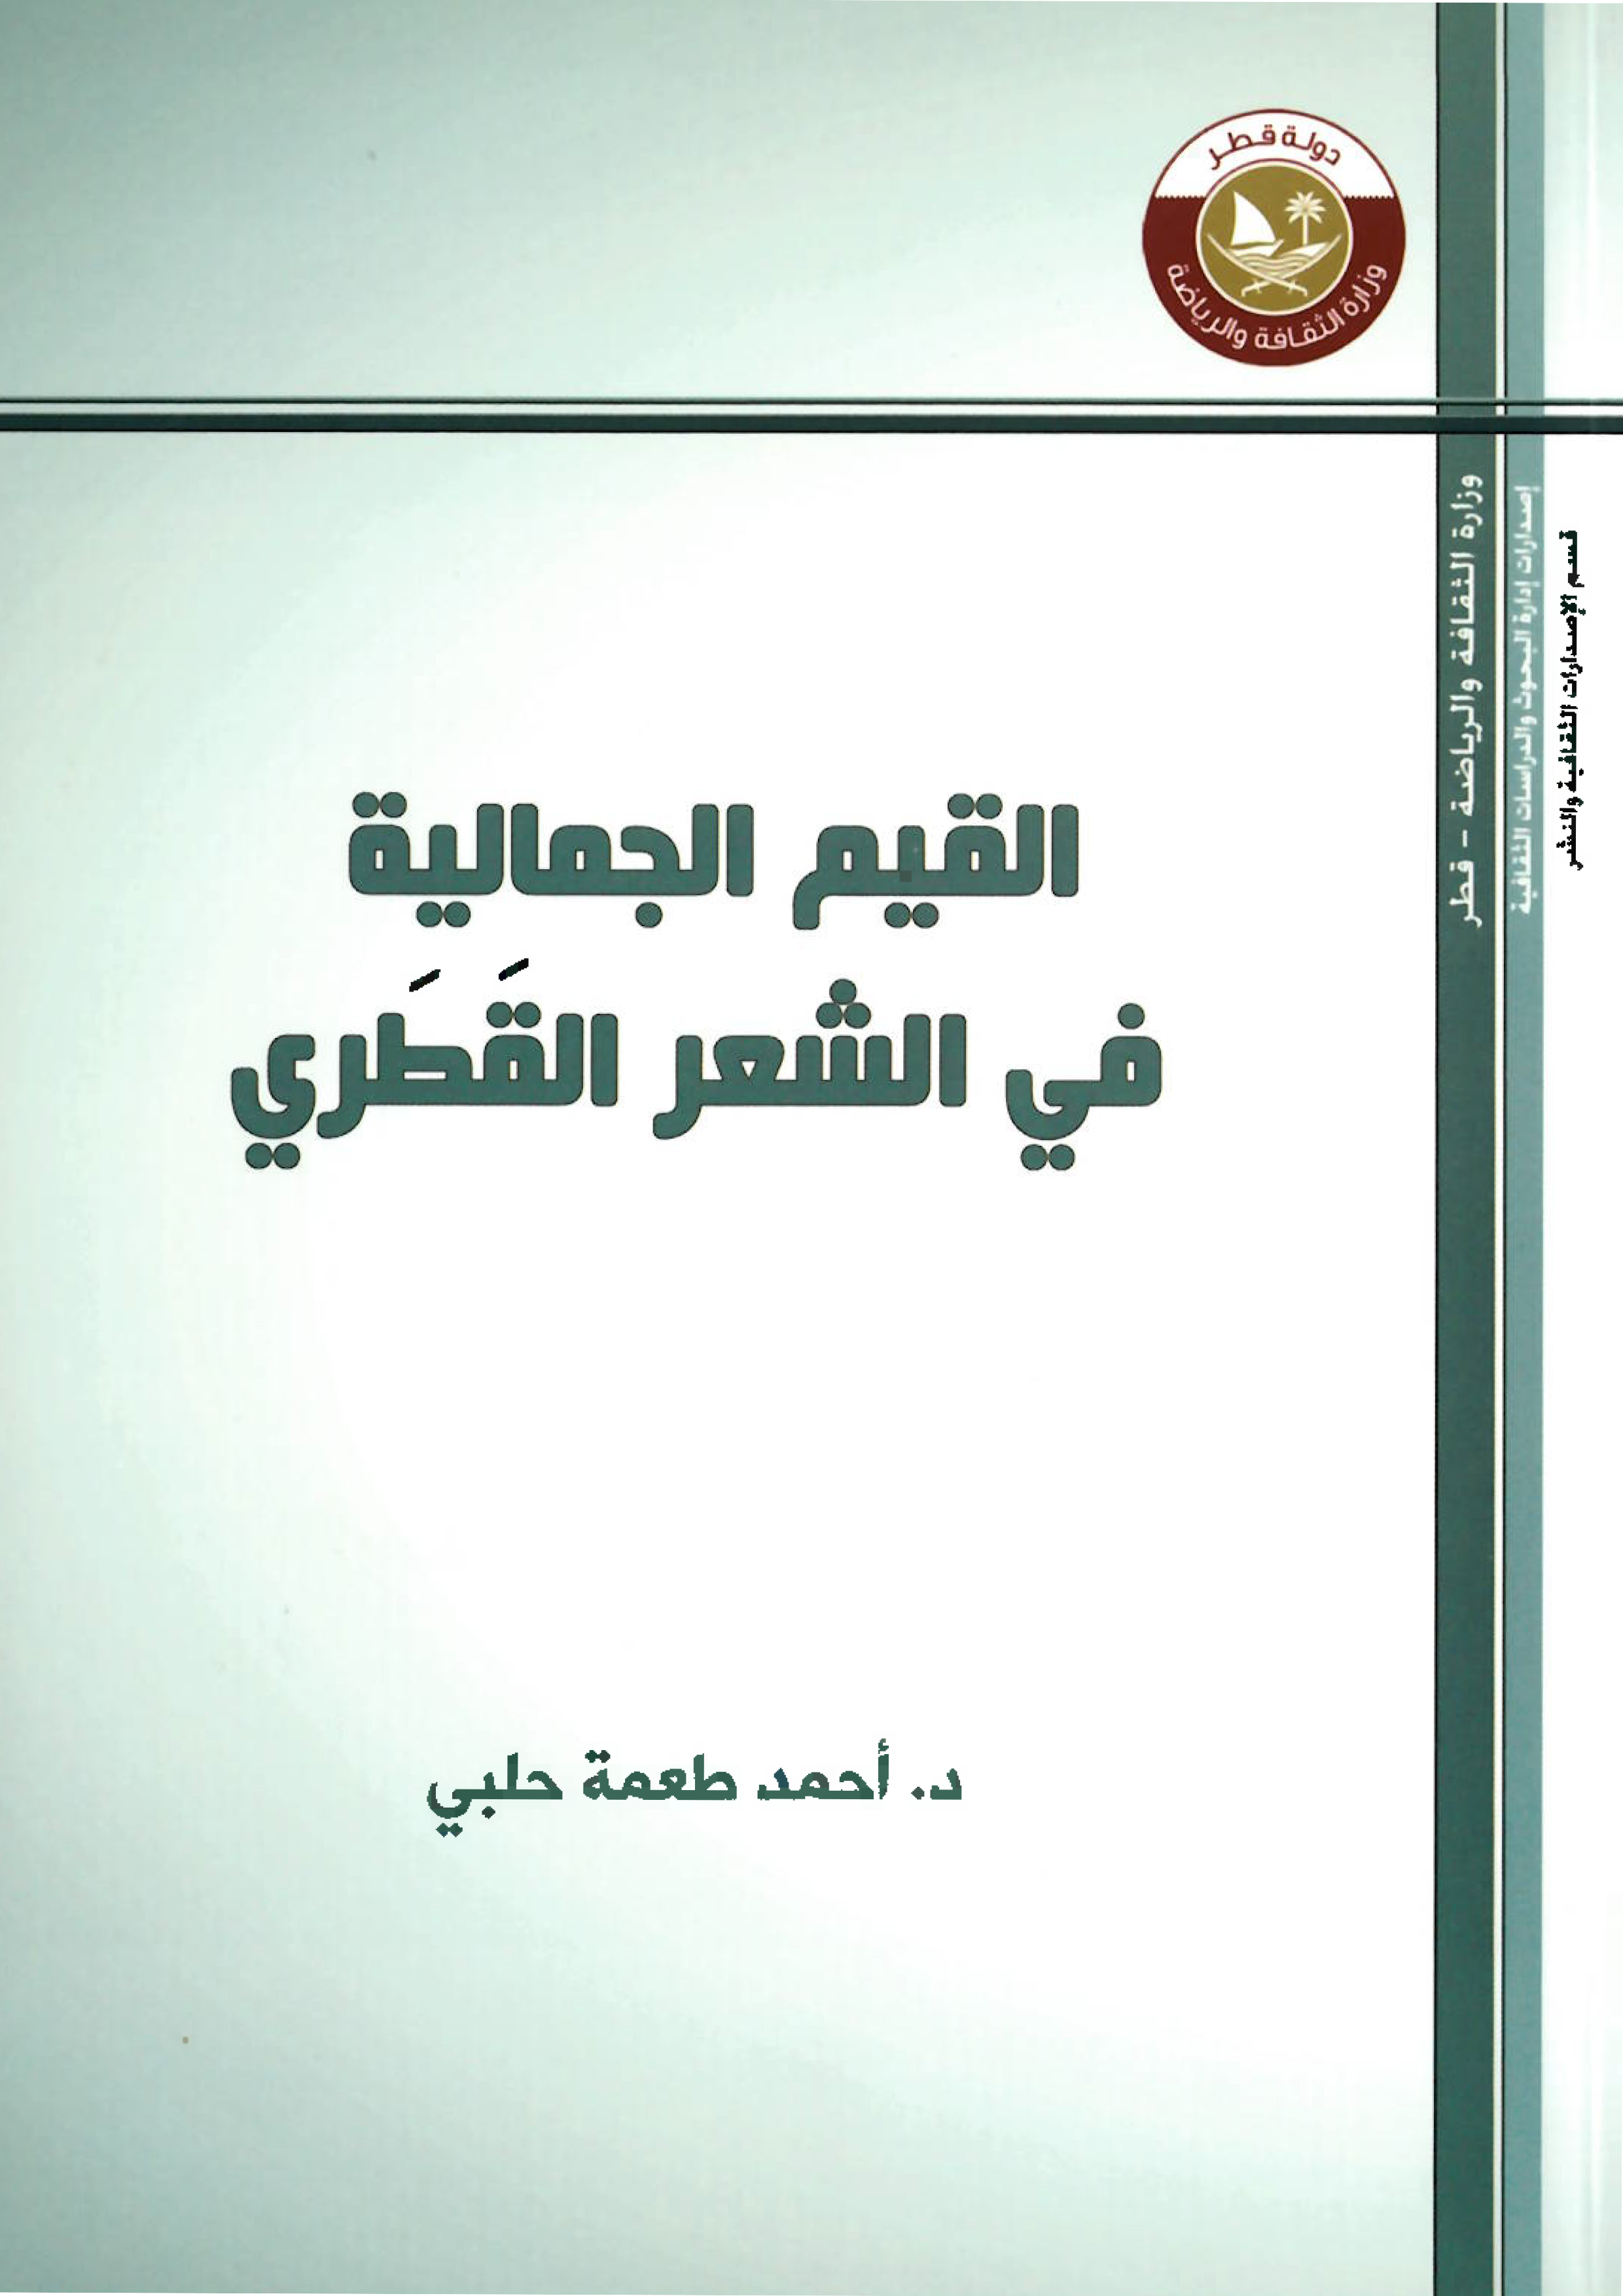 دولة قطر
وزارة الثقافة والرياضة
وزارة الثقافة والرياضة - قطر
إصدارات إدارة البحوث والدراسات الثقافية
قسم الإصدارات الثقافية والنشر
القيم الجمالية
في الشعر القَطَري
د. أحمد طعمة حلبي